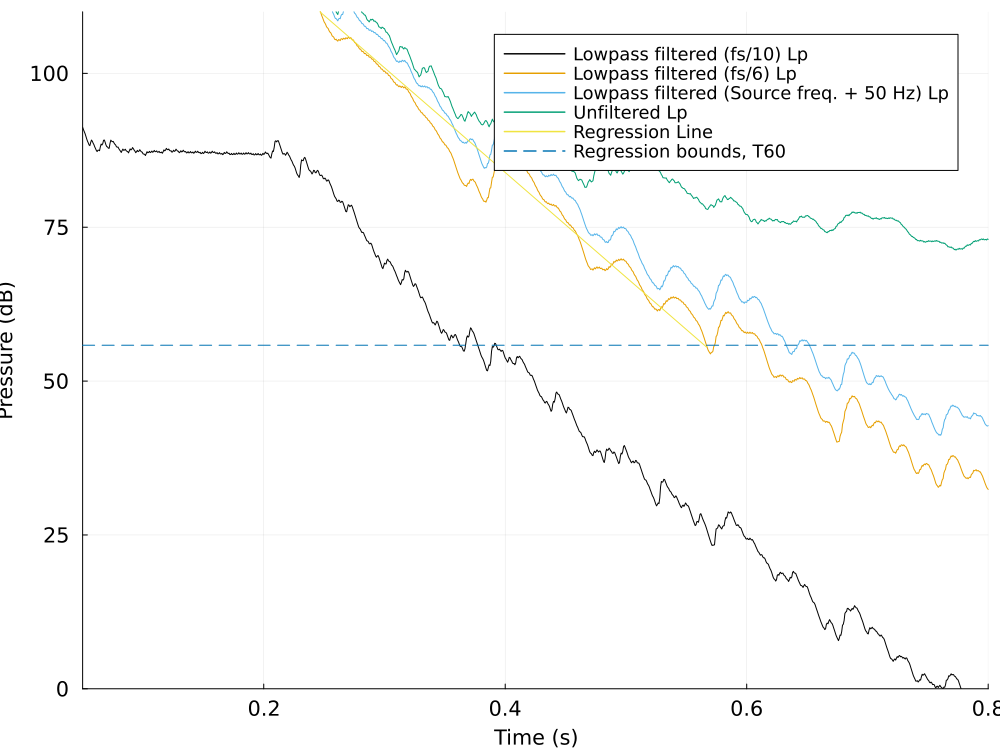 Lowpass filtered (fs/10) Lp
Lowpass filtered (fs/6) Lp
Lowpass filtered (Source freq. + 50 Hz) Lp
Unfiltered Lp
Regression Line
Regression bounds, T60
Pressure (dB)
100
75
50
25
0
0.2
0.4
0.6
0.8
Time (s)